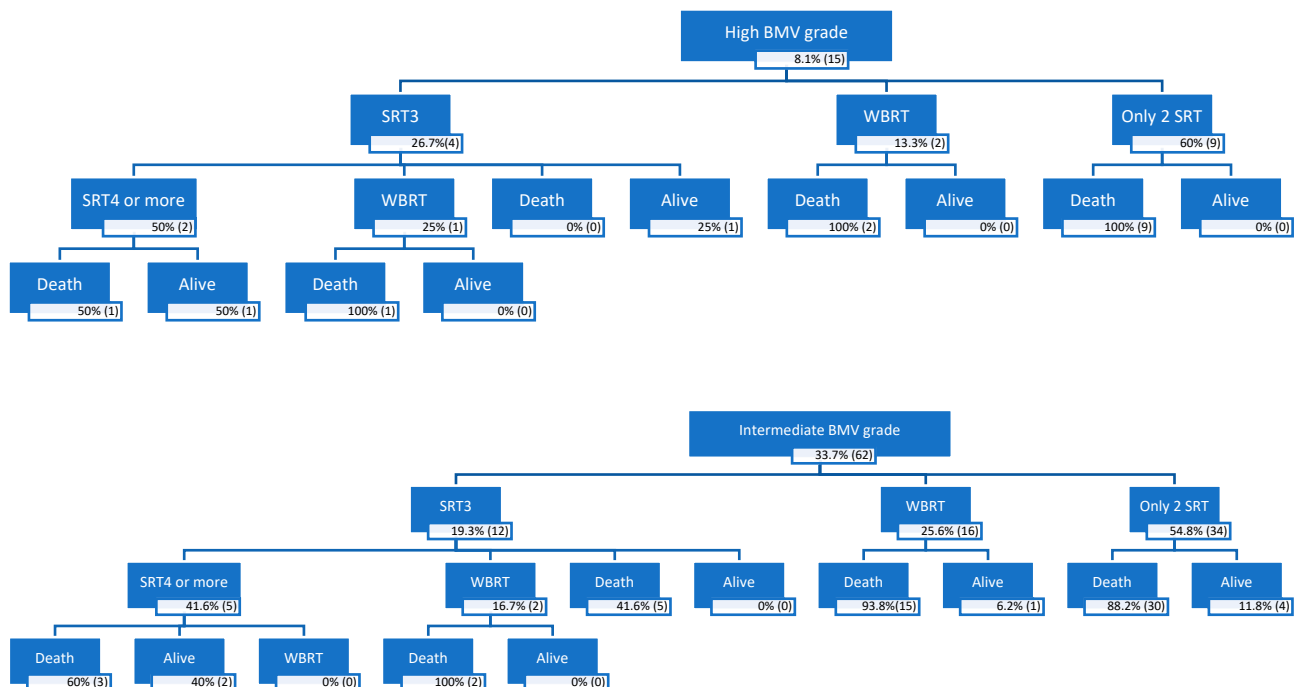 High BMV grade
8.1% (15)
SRT3
26.7%(4)
WBRT
13.3% (2)
Only 2 SRT
60% (9)
SRT4 or more
50% (2)
WBRT
25% (1)
Death
0% (0)
Alive
25% (1)
Death
100% (2)
Alive
0% (0)
Death
100% (9)
Alive
0% (0)
Death
50% (1)
Alive
50% (1)
Death
100% (1)
Alive
0% (0)
Intermediate BMV grade
33.7% (62)
SRT3
19.3% (12)
WBRT
25.6% (16)
Only 2 SRT
54.8% (34)
SRT4 or more
41.6% (5)
WBRT
16.7% (2)
Death
41.6% (5)
Alive
0% (0)
Death
93.8%(15)
Alive
6.2% (1)
Death
88.2% (30)
Alive
11.8% (4)
Death
60% (3)
Alive
40% (2)
WBRT
0% (0)
Death
100% (2)
Alive
0% (0)